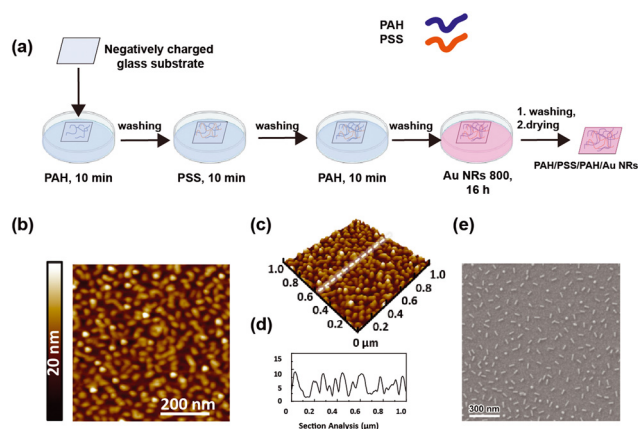 (a)
Negatively charged
glass substrate
PAH
PSS
washing
washing
washing
1. washing,
2.drying
PAH, 10 min
PSS, 10 min
PAH, 10 min
Au NRs 800,
16 h
PAH/PSS/PAH/Au NRs
(b)
20 nm
200 nm
(c)
1.0
0.8
0.6
0.4
0.2
0 µm
0.2
0.4
0.6
0.8
1.0
(d)
15
10
5
0
0 0.2 0.4 0.6 0.8 1.0
Section Analysis (µm)
(e)
300 nm